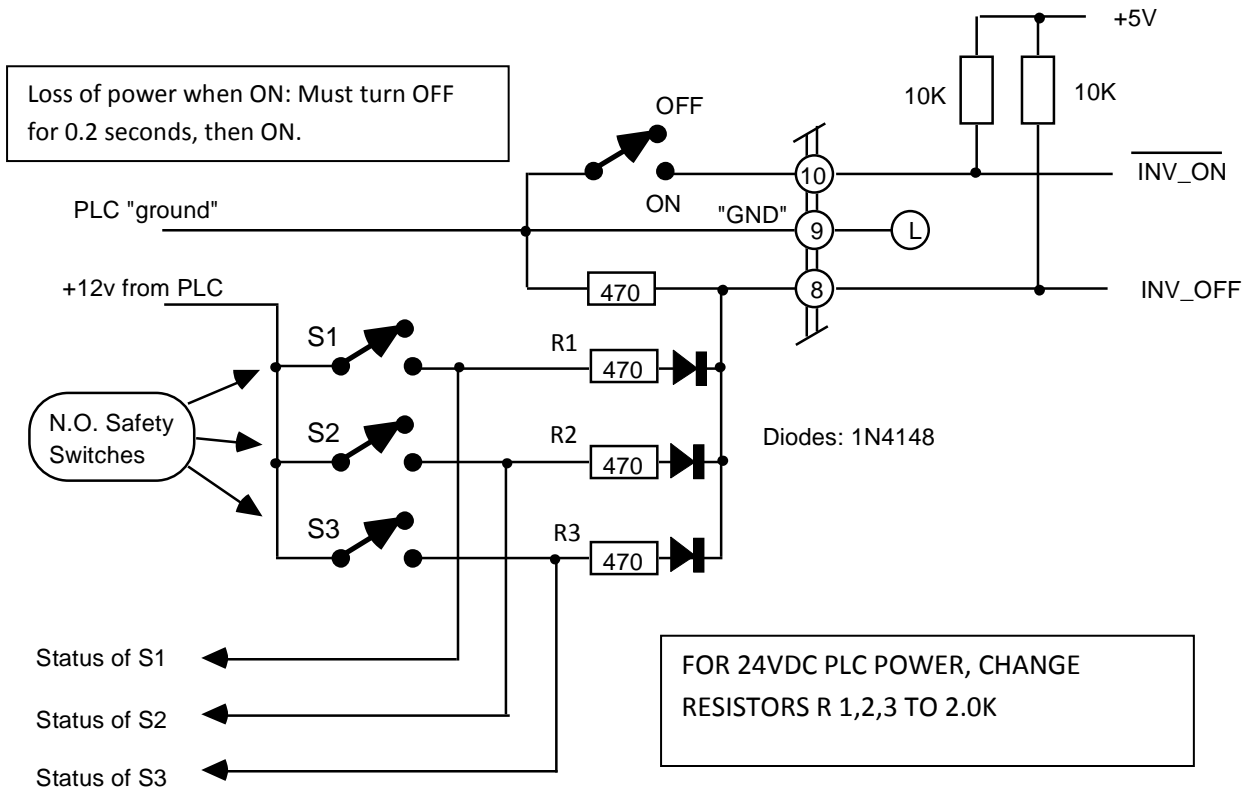 +5V
Loss of power when ON: Must turn OFF
for 0.2 seconds, then ON.
10K
10K
OFF
ON
10
INV_ON
PLC "ground"
"GND"
9
L
+12v from PLC
470
8
INV_OFF
S1
R1
470
N.O. Safety
Switches
S2
R2
470
Diodes: 1N4148
S3
R3
470
Status of S1
Status of S2
Status of S3
FOR 24VDC PLC POWER, CHANGE
RESISTORS R 1,2,3 TO 2.0K